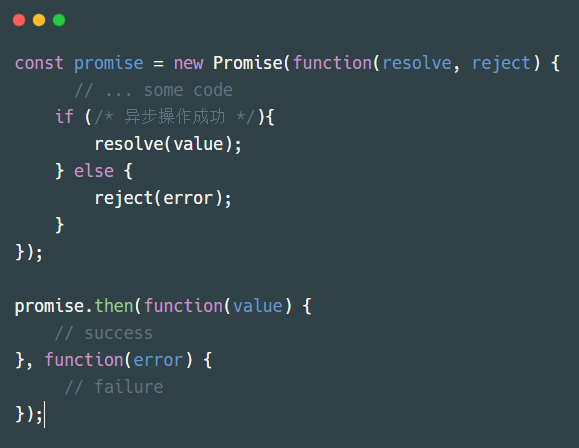 const promise = new Promise(function(resolve, reject) {
      // ... some code
    if (/* 异步操作成功 */){
        resolve(value);
    } else {
        reject(error);
    }
});

promise.then(function(value) {
    // success
}, function(error) {
     // failure
});